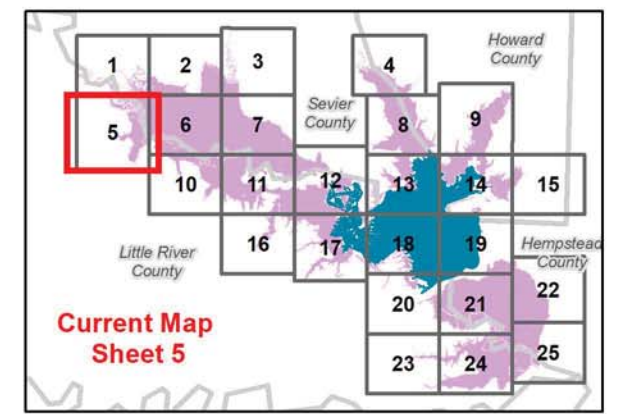 Howard
County
1
2
3
4
Sevier
County
5
6
7
8
9
10
11
12
13
14
15
Little River
County
16
17
18
19
Hempstead
County
20
21
22
Current Map
Sheet 5
23
24
25